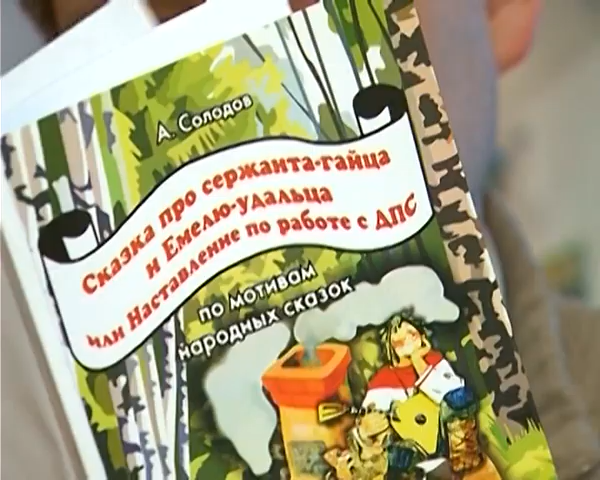 А. Солодов
Сказка про сержанта-гайца
и Емелю-удальца
или Наставление по работе с ДПС
по мотивам
народных сказок